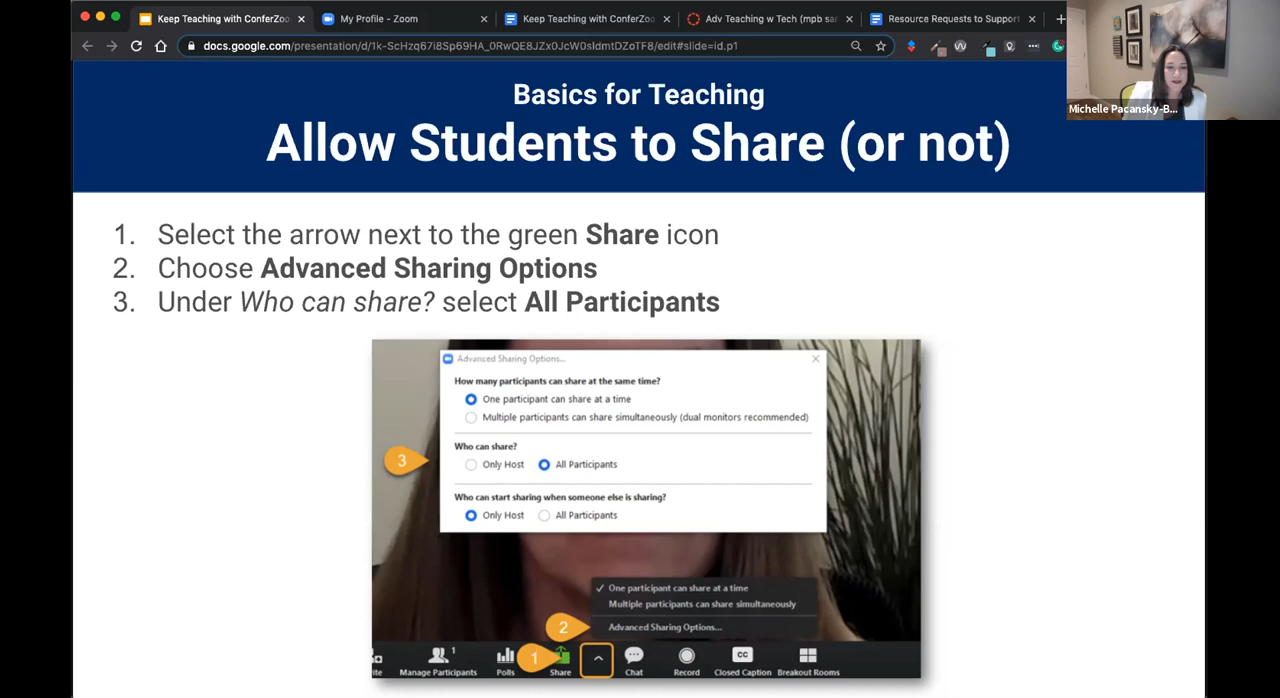 Keep Teaching with ConferZoo
My Profile - Zoom
Keep Teaching with ConferZoo
Adv Teaching w Tech (mpb sa
Resource Requests to Support
docs.google.com/presentation/d/1k-ScHzq67i8Sp69HA_0RwQE8JZx0JcW0sIdmtDZoTF8/edit#slide=id.p1
Michelle Pacansky-B...
Basics for Teaching
Allow Students to Share (or not)
1. Select the arrow next to the green Share icon
2. Choose Advanced Sharing Options
3. Under Who can share? select All Participants
Advanced Sharing Options...
How many participants can share at the same time?
One participant can share at a time
Multiple participants can share simultaneously (dual monitors recommended)
Who can share?
3
Only Host All Participants
Who can start sharing when someone else is sharing?
Only Host All Participants
One participant can share at a time
Multiple participants can share simultaneously
2 Advanced Sharing Options...
1
1
CC
ite Manage Participants Polls Share Chat Record Closed Caption Breakout Rooms